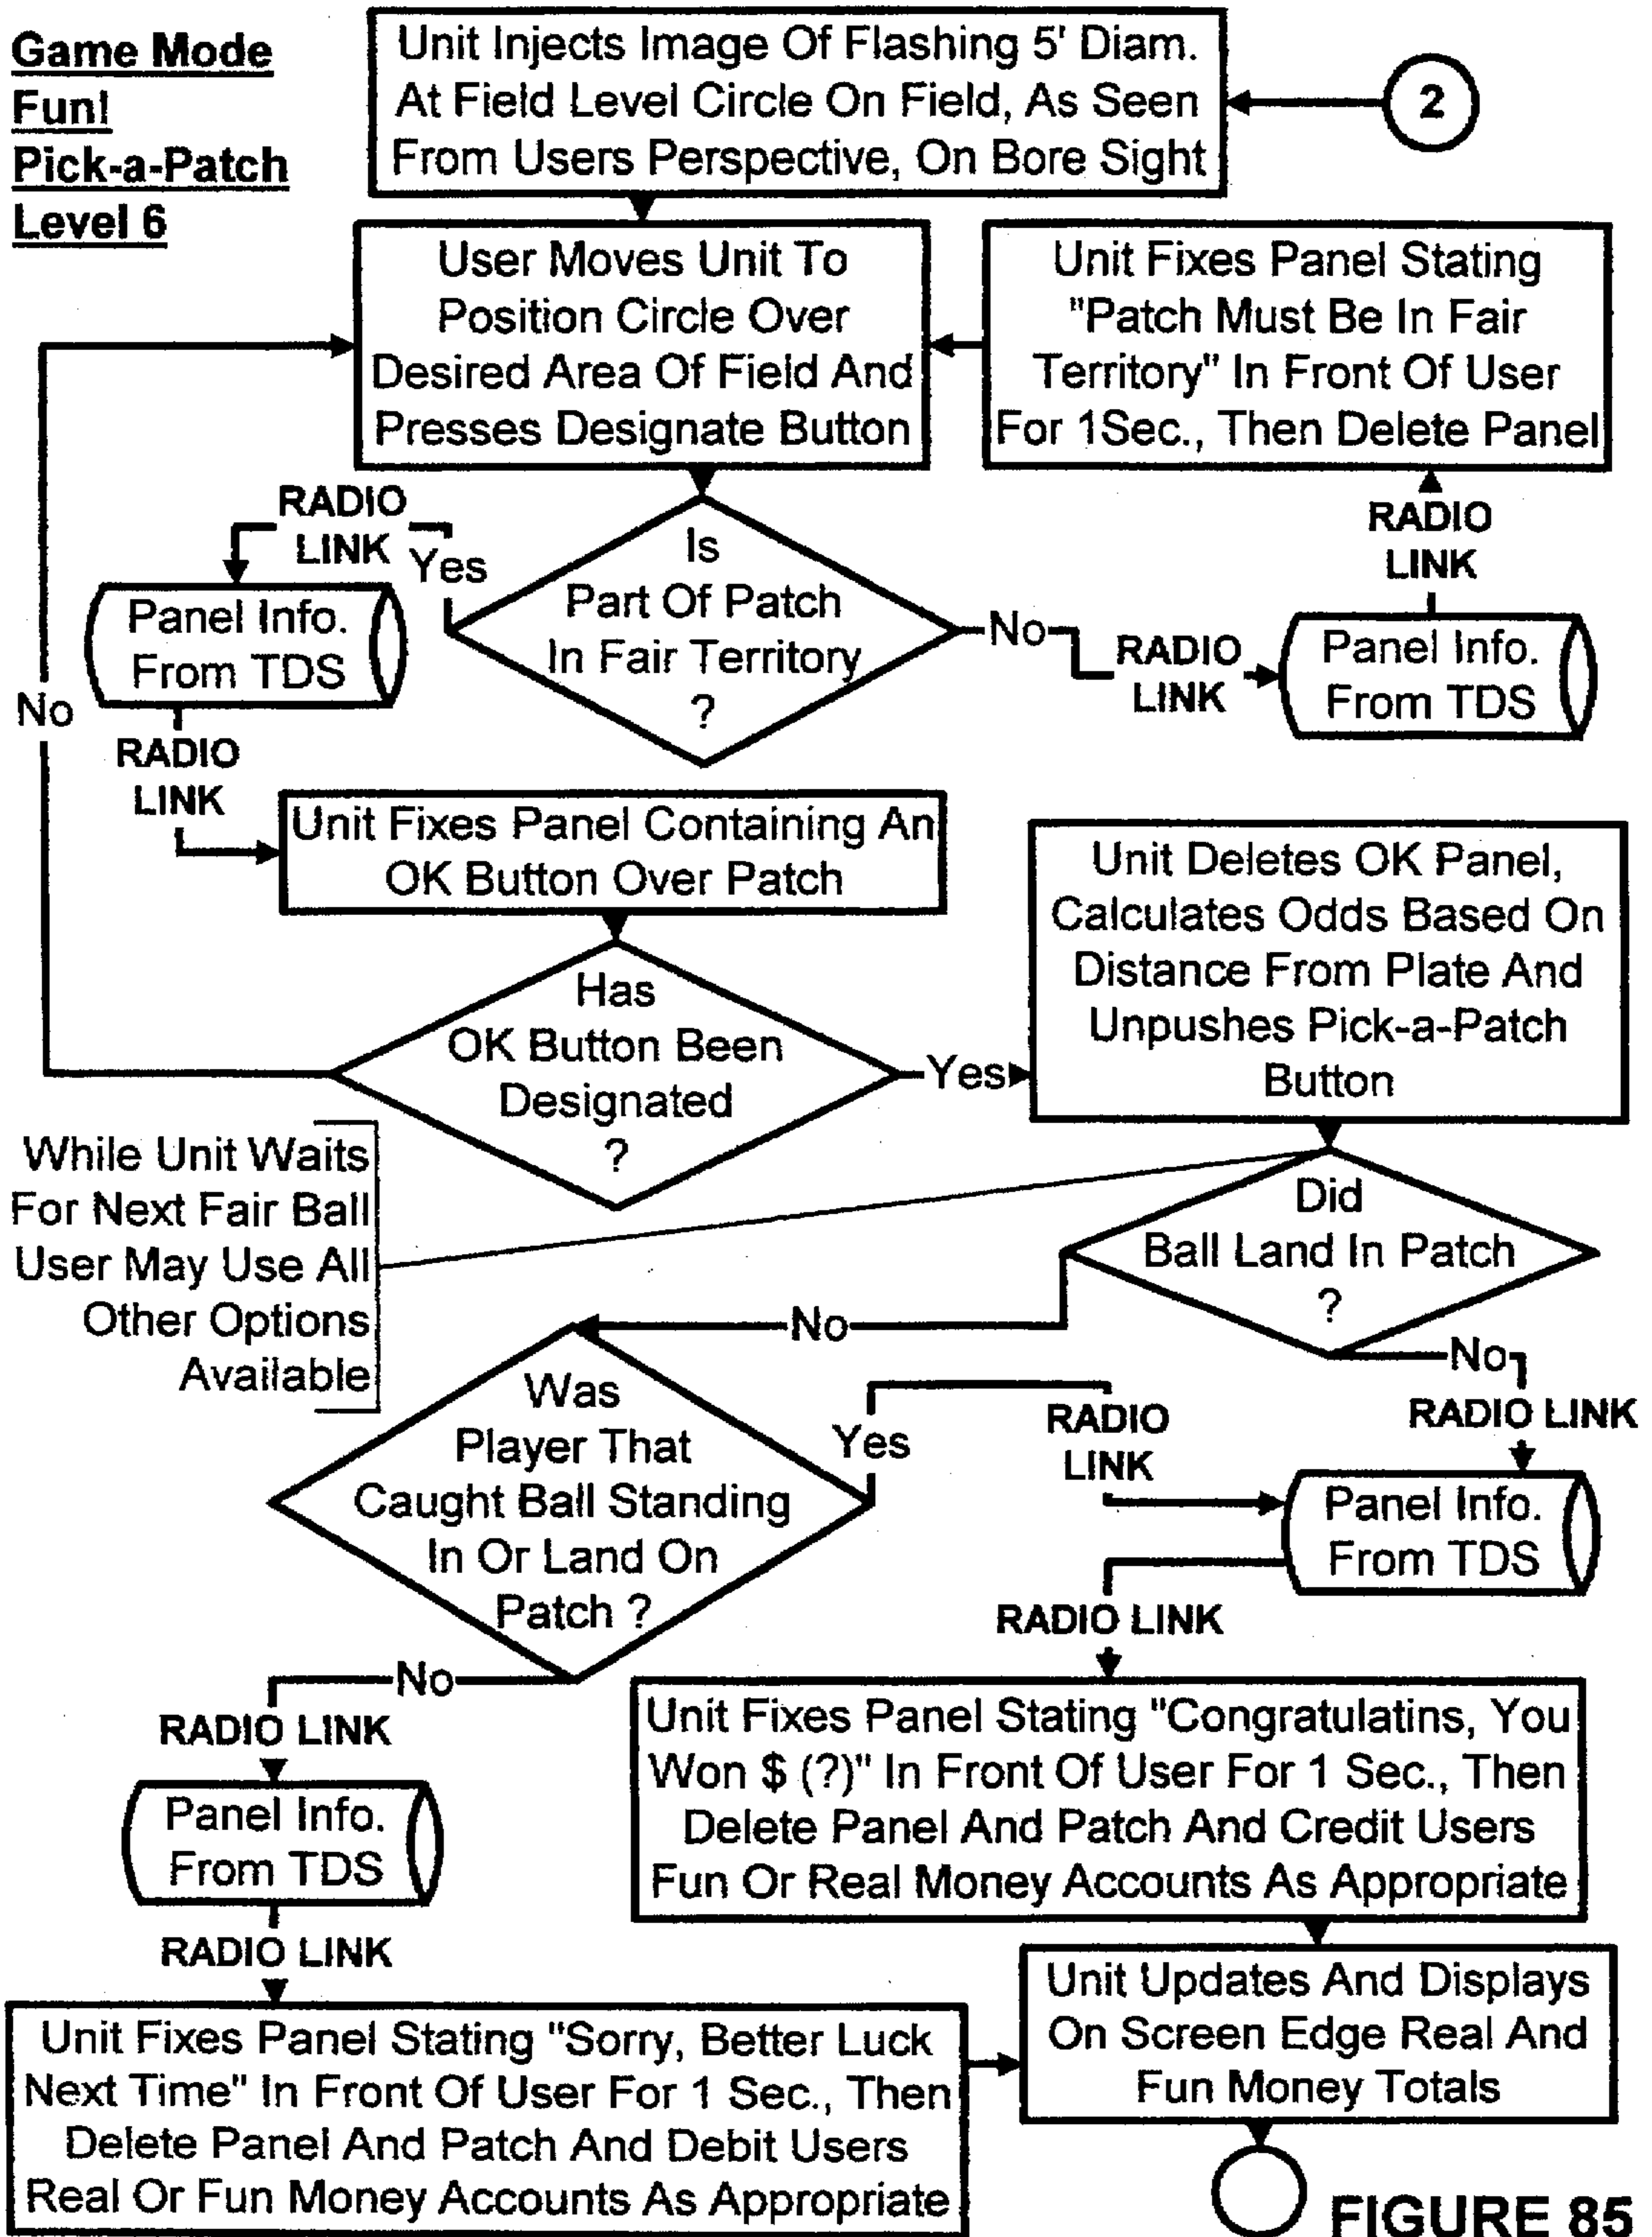 Game Mode
Fun!
Pick-a-Patch
Level 6
Unit Injects Image Of Flashing 5' Diam.
At Field Level Circle On Field, As Seen
From Users Perspective, On Bore Sight
2
User Moves Unit To
Position Circle Over
Desired Area Of Field And
Presses Designate Button
Unit Fixes Panel Stating
"Patch Must Be In Fair
Territory" In Front Of User
For 1Sec., Then Delete Panel
RADIO
LINK
Yes
Is
Part Of Patch
In Fair Territory
?
No
RADIO
LINK
RADIO
LINK
Panel Info.
From TDS
Panel Info.
From TDS
No
RADIO
LINK
Unit Fixes Panel Containing An
OK Button Over Patch
Has
OK Button Been
Designated
?
Yes
Unit Deletes OK Panel,
Calculates Odds Based On
Distance From Plate And
Unpushes Pick-a-Patch
Button
While Unit Waits
For Next Fair Ball
User May Use All
Other Options
Available
Did
Ball Land In Patch
?
No
No
RADIO LINK
Was
Player That
Caught Ball Standing
In Or Land On
Patch ?
Yes
RADIO
LINK
Panel Info.
From TDS
RADIO LINK
No
RADIO LINK
Panel Info.
From TDS
RADIO LINK
Unit Fixes Panel Stating "Congratulatins, You
Won $ (?)" In Front Of User For 1 Sec., Then
Delete Panel And Patch And Credit Users
Fun Or Real Money Accounts As Appropriate
Unit Fixes Panel Stating "Sorry, Better Luck
Next Time" In Front Of User For 1 Sec., Then
Delete Panel And Patch And Debit Users
Real Or Fun Money Accounts As Appropriate
Unit Updates And Displays
On Screen Edge Real And
Fun Money Totals
FIGURE 85